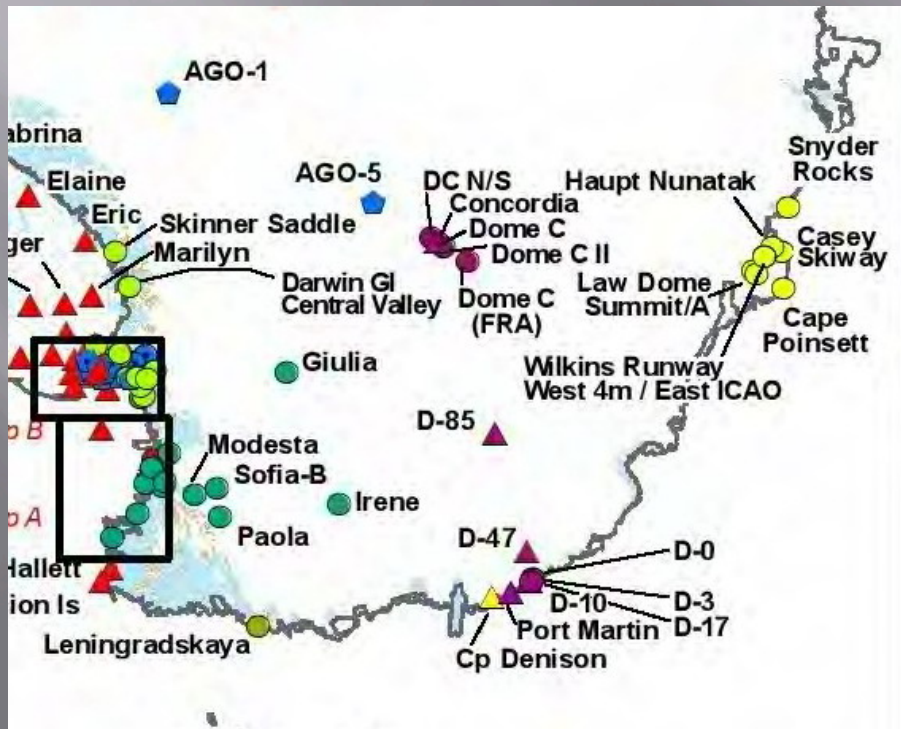 AGO-1
abrina
Elaine
Eric
Skinner Saddle
ger
Marilyn
Darwin Gl
Central Valley
AGO-5
DC N/S
Concordia
Dome C
Dome C II
Dome C
(FRA)
Haupt Nunatak
Snyder
Rocks
Casey
Skiway
Law Dome
Summit/A
Cape
Poinsett
Wilkins Runway
West 4m / East ICAO
Giulia
D-85
p B
Modesta
Sofia-B
Irene
p A
Paola
D-47
D-0
Hallett
D-10
D-3
ion Is
Port Martin
D-17
Leningradskaya
Cp Denison